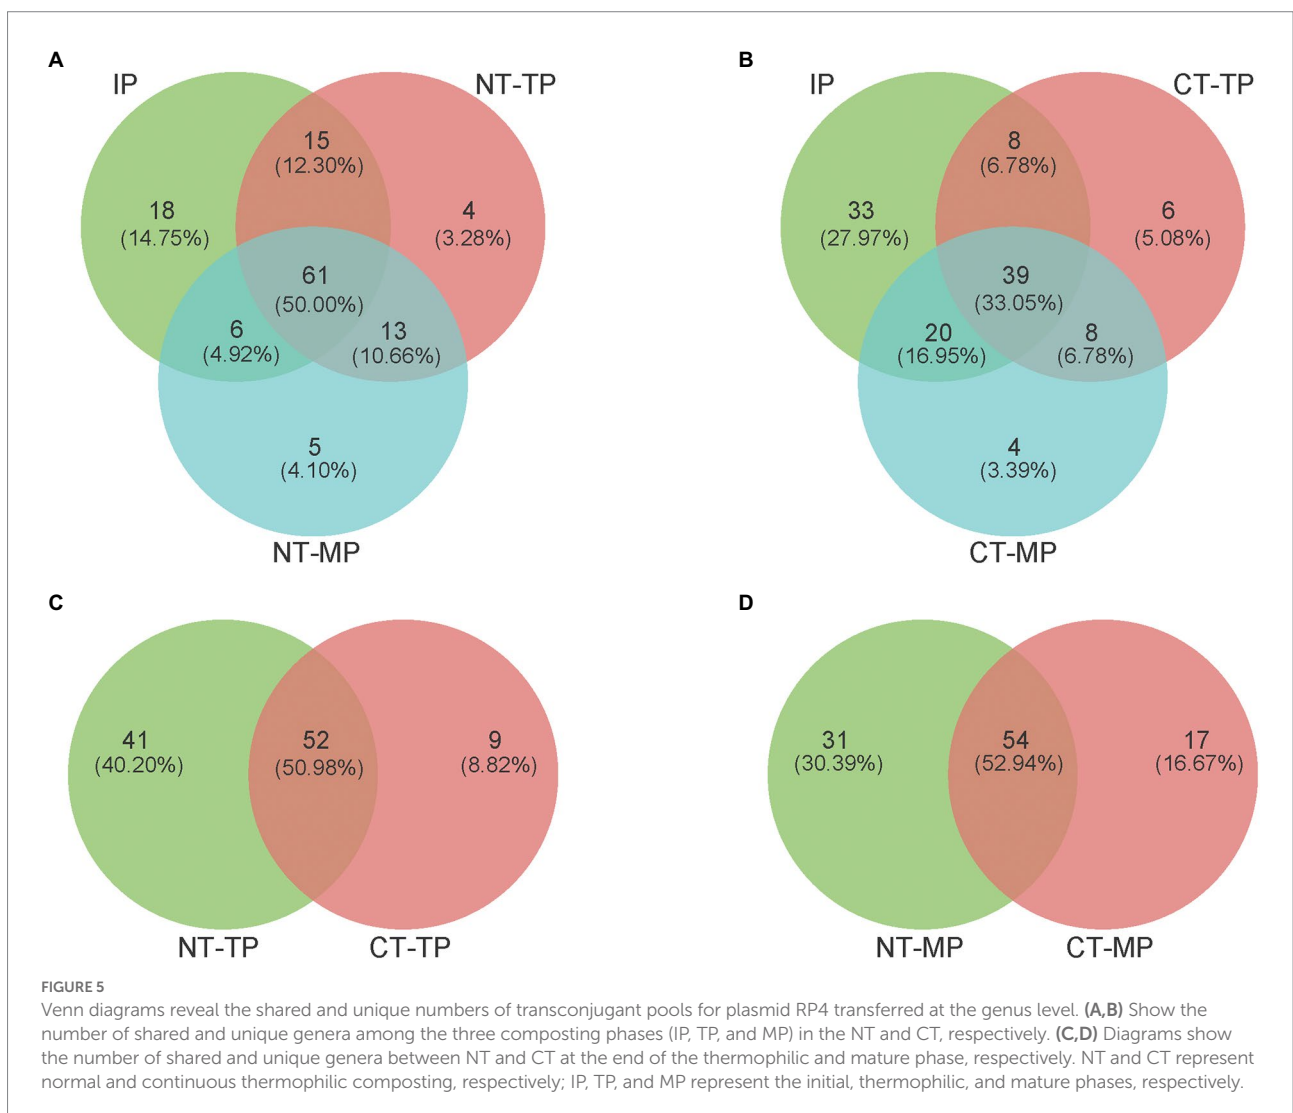 A
IP
NT-TP
15
(12.30%)
18
(14.75%)
4
(3.28%)
61
(50.00%)
6
(4.92%)
13
(10.66%)
5
(4.10%)
NT-MP
B
IP
CT-TP
8
(6.78%)
33
(27.97%)
6
(5.08%)
39
(33.05%)
20
(16.95%)
8
(6.78%)
4
(3.39%)
CT-MP
C
41
(40.20%)
52
(50.98%)
9
(8.82%)
NT-TP
CT-TP
D
31
(30.39%)
54
(52.94%)
17
(16.67%)
NT-MP
CT-MP
FIGURE 5
Venn diagrams reveal the shared and unique numbers of transconjugant pools for plasmid RP4 transferred at the genus level. (A,B) Show the
number of shared and unique genera among the three composting phases (IP, TP, and MP) in the NT and CT, respectively. (C,D) Diagrams show
the number of shared and unique genera between NT and CT at the end of the thermophilic and mature phase, respectively. NT and CT represent
normal and continuous thermophilic composting, respectively; IP, TP, and MP represent the initial, thermophilic, and mature phases, respectively.